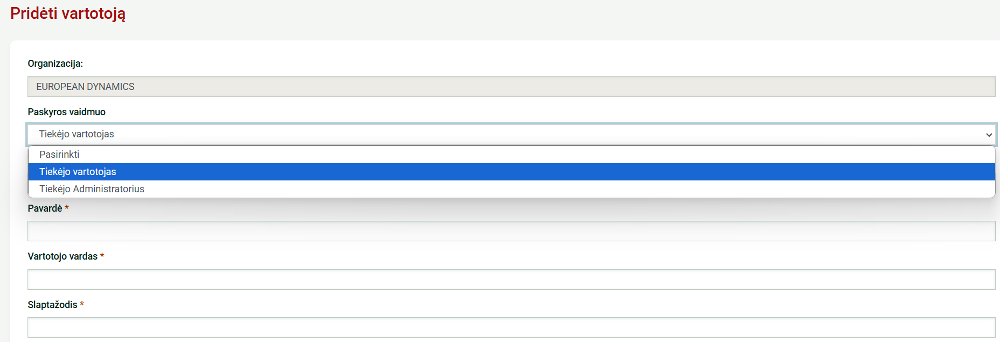 Pridėti vartotoją
Organizacija:
EUROPEAN DYNAMICS
Paskyros vaidmuo
Tiekėjo vartotojas
Pasirinkti
Tiekėjo vartotojas
Tiekėjo Administratorius
Pavardė *
Vartotojo vardas *
Slaptažodis *